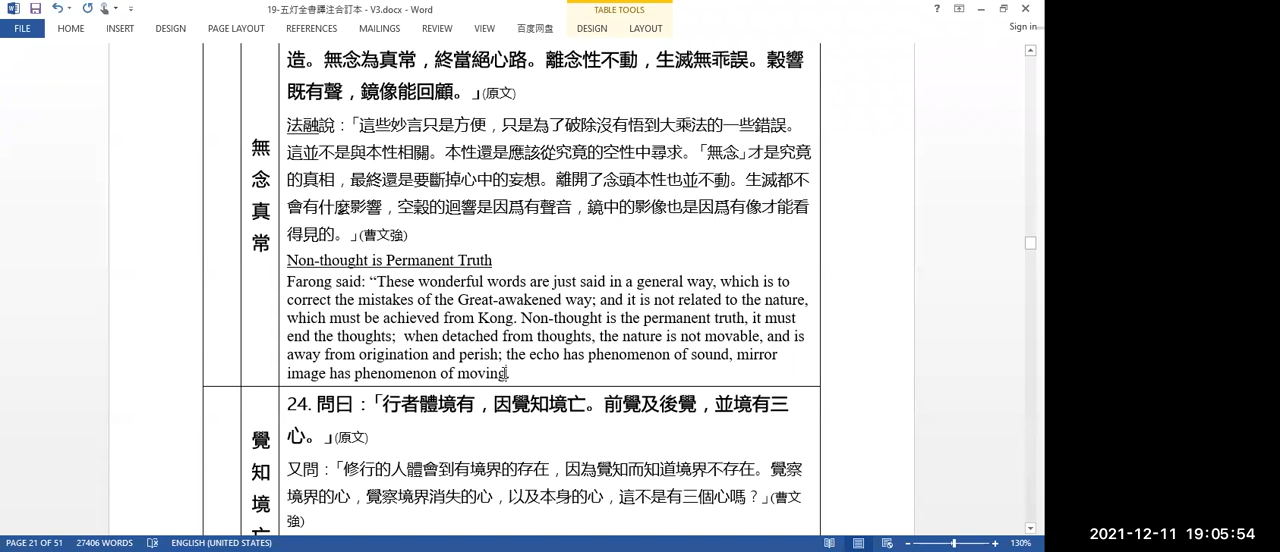 19-五灯全書譯注合訂本 - V3.docx - Word
TABLE TOOLS
?
FILE
HOME
INSERT
DESIGN
PAGE LAYOUT
REFERENCES
MAILINGS
REVIEW
VIEW
百度网盘
DESIGN
LAYOUT
Sign in
造。無念為真常，終當絕心路。離念性不動，生滅無乖誤。穀響
既有聲，鏡像能回顧。」(原文)
法融說：「這些妙言只是方便，只是為了破除沒有悟到大乘法的一些錯誤。
這並不是與本性相關。本性還是應該從究竟的空性中尋求。「無念」才是究竟
的真相，最終還是要斷掉心中的妄想。離開了念頭本性也並不動。生滅都不
會有什麼影響，空穀的迴響是因爲有聲音，鏡中的影像也是因爲有像才能看
得見的。」(曹文強)
無
念
真
常
Non-thought is Permanent Truth
Farong said: “These wonderful words are just said in a general way, which is to
correct the mistakes of the Great-awakened way; and it is not related to the nature,
which must be achieved from Kong. Non-thought is the permanent truth, it must
end the thoughts;  when detached from thoughts, the nature is not movable, and is
away from origination and perish; the echo has phenomenon of sound, mirror
image has phenomenon of moving.
24. 問曰：「行者體境有，因覺知境亡。前覺及後覺，並境有三
心。」(原文)
又問：「修行的人體會到有境界的存在，因為覺知而知道境界不存在。覺察
境界的心，覺察境界消失的心，以及本身的心，這不是有三個心嗎？」(曹文
強)
覺
知
境
亡
PAGE 21 OF 51
27406 WORDS
ENGLISH (UNITED STATES)
130%
2021-12-11 19:05:54